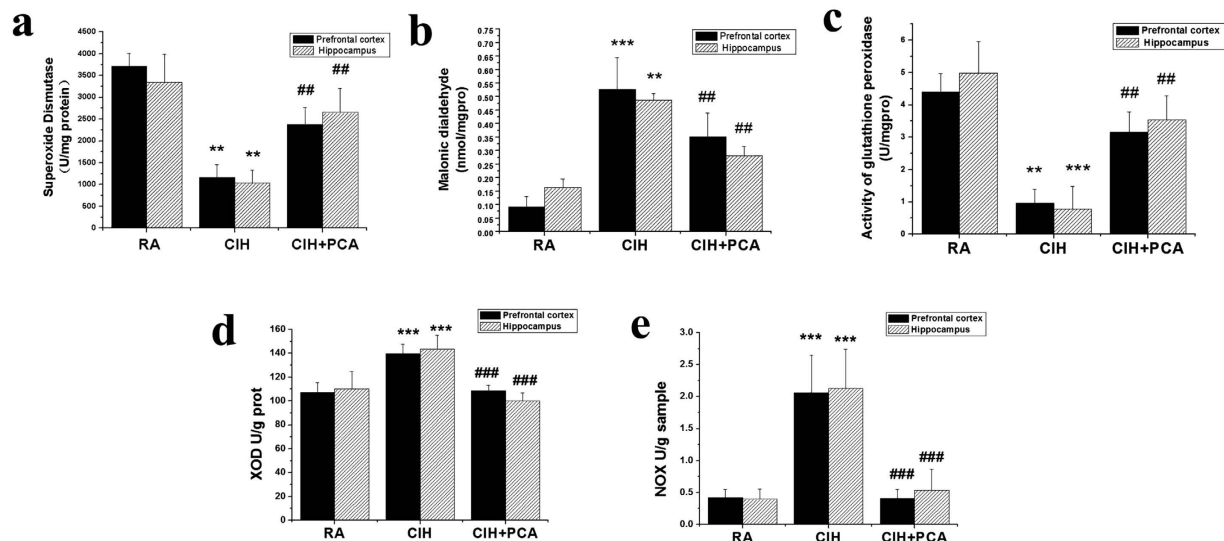 a
Superoxide Dismutase
（U/mg protein）
4500
4000
3500
3000
2500
2000
1500
1000
500
0
Prefrontal cortex
Hippocampus
** **
## ##
RA CIH CIH+PCA
b
Malonic dialdehyde
(nmol/mgpro)
0.75
0.70
0.65
0.60
0.55
0.50
0.45
0.40
0.35
0.30
0.25
0.20
0.15
0.10
0.05
0.00
Prefrontal cortex
Hippocampus
*** **
## ##
RA CIH CIH+PCA
c
Activity of glutathione peroxidase
(U/mgpro)
6
5
4
3
2
1
0
Prefrontal cortex
Hippocampus
** ***
## ##
RA CIH CIH+PCA
d
XOD U/g prot
160
140
120
100
80
60
40
20
0
Prefrontal cortex
Hippocampus
*** ***
### ###
RA CIH CIH+PCA
e
NOX U/g sample
3.0
2.5
2.0
1.5
1.0
0.5
0.0
Prefrontal cortex
Hippocampus
*** ***
### ###
RA CIH CIH+PCA